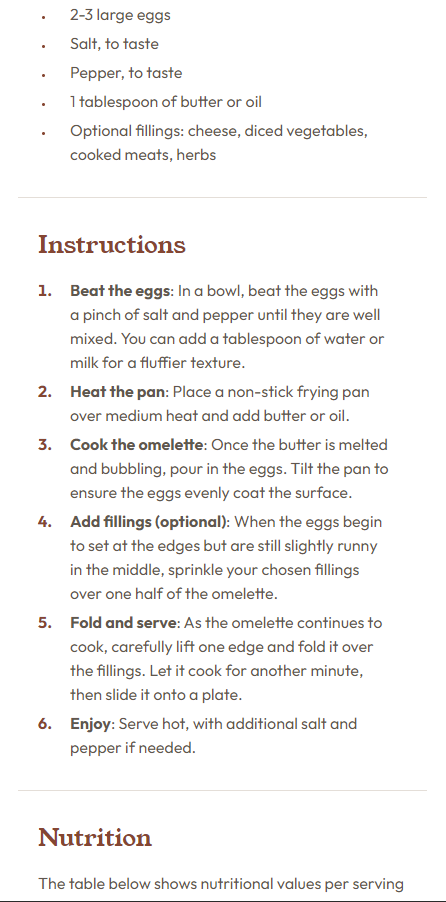 • 2-3 large eggs
• Salt, to taste
• Pepper, to taste
• 1 tablespoon of butter or oil
• Optional fillings: cheese, diced vegetables,
cooked meats, herbs
Instructions
1. Beat the eggs: In a bowl, beat the eggs with
a pinch of salt and pepper until they are well
mixed. You can add a tablespoon of water or
milk for a fluffier texture.
2. Heat the pan: Place a non-stick frying pan
over medium heat and add butter or oil.
3. Cook the omelette: Once the butter is melted
and bubbling, pour in the eggs. Tilt the pan to
ensure the eggs evenly coat the surface.
4. Add fillings (optional): When the eggs begin
to set at the edges but are still slightly runny
in the middle, sprinkle your chosen fillings
over one half of the omelette.
5. Fold and serve: As the omelette continues to
cook, carefully lift one edge and fold it over
the fillings. Let it cook for another minute,
then slide it onto a plate.
6. Enjoy: Serve hot, with additional salt and
pepper if needed.
Nutrition
The table below shows nutritional values per serving